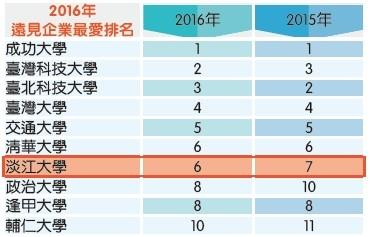 2016年
遠見企業最愛排名 2016年 2015年
成功大學 1 1
臺灣科技大學 2 3
臺北科技大學 3 2
臺灣大學 4 4
交通大學 5 5
清華大學 6 6
淡江大學 6 7
政治大學 8 10
逢甲大學 8 8
輔仁大學 10 11